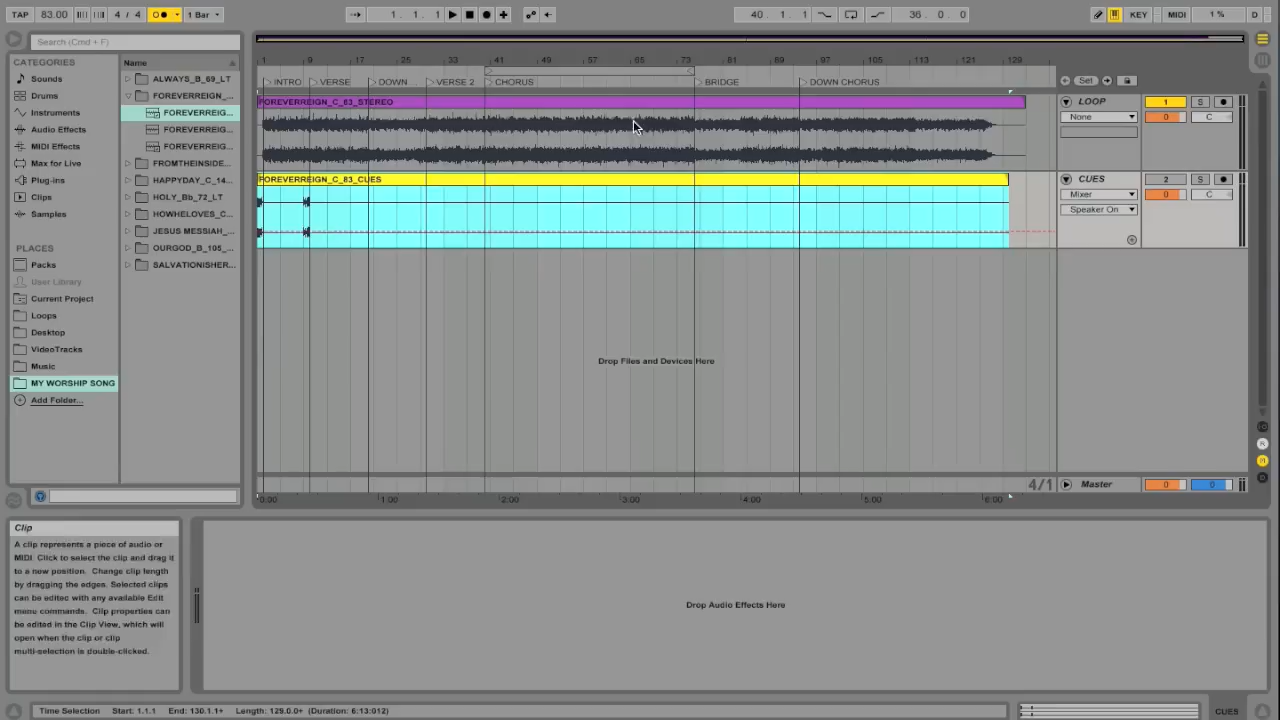 TAP 83.00 4 / 4 1 Bar 1. 1. 1 40. 1. 1 36. 0. 0 KEY MIDI 1 % D
Search (Cmd + F)
CATEGORIES
Sounds
Drums
Instruments
Audio Effects
MIDI Effects
Max for Live
Plug-ins
Clips
Samples
PLACES
Packs
User Library
Current Project
Loops
Desktop
VideoTracks
Music
MY WORSHIP SONG
Add Folder...
Name
ALWAYS_B_69_LT
FOREVERREIGN_...
FOREVERREIG...
FOREVERREIG...
FOREVERREIG...
FROMTHEINSIDE...
HAPPYDAY_C_14...
HOLY_Bb_72_LT
HOWHELOVES_C...
JESUS MESSIAH_...
OURGOD_B_105_...
SALVATIONISHER...
1 9 17 25 33 41 49 57 65 73 81 89 97 105 113 121 129
INTRO VERSE DOWN VERSE 2 CHORUS BRIDGE DOWN CHORUS
Set
FOREVERREIGN_C_83_STEREO
LOOP 1 S
None 0 C
FOREVERREIGN_C_83_CUES
CUES 2 S
Mixer 0 C
Speaker On
Drop Files and Devices Here
4/1 Master 0 0
0:00 1:00 2:00 3:00 4:00 5:00 6:00
Clip
A clip represents a piece of audio or
MIDI. Click to select the clip and drag it
to a new position. Change clip length
by dragging the edges. Selected clips
can be edited with any available Edit
menu commands. Clip properties can
be edited in the Clip View, which will
open when the clip or clip
multi-selection is double-clicked.
Drop Audio Effects Here
Time Selection Start: 1.1.1 End: 130.1.1+ Length: 129.0.0+ (Duration: 6:13:012)
CUES